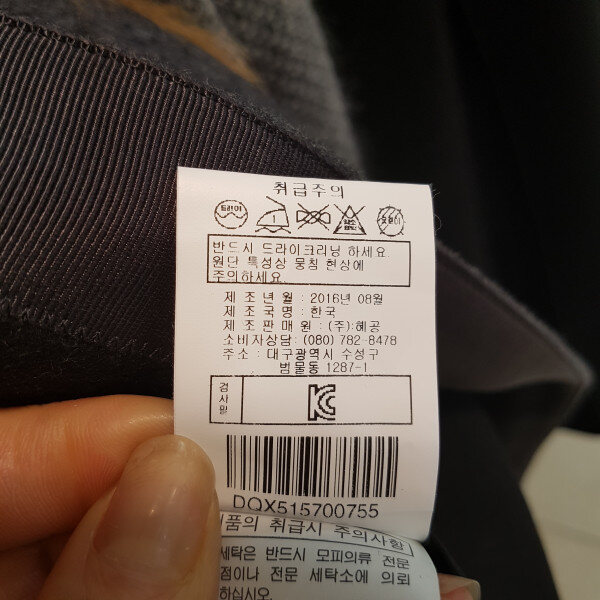 취급주의
드라이
반드시 드라이크리닝 하세요
원단 특성상 뭉침 현상에
주의하세요.
제 조 년 월 : 2016년 08월
제 조 국 명 : 한국
제 조 판 매 원 : (주)혜공
소비자상담: (080) 782-8478
주소 : 대구광역시 수성구
범물동 1287-1
검사필
KC
DQX515700755
제품의 취급시 주의사항
세탁은 반드시 모피의류 전문
점이나 전문 세탁소에 의뢰
하십시오.